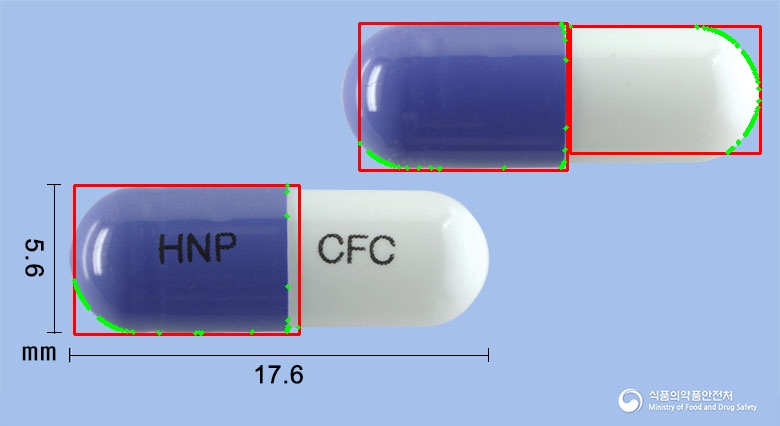 HNP CFC
5.6
mm
17.6
식품의약품안전처
Ministry of Food and Drug Safety